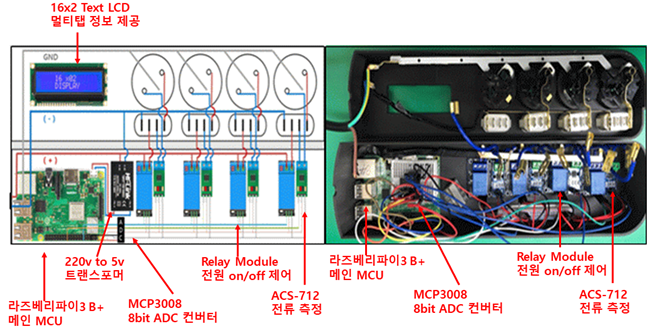 16x2 Text LCD
멀티탭 정보 제공
GND
16 x02
DISPLAY
(-)
(+)
220v to 5v
트랜스포머
라즈베리파이3 B+
메인 MCU
MCP3008
8bit ADC 컨버터
Relay Module
전원 on/off 제어
ACS-712
전류 측정
라즈베리파이3 B+
메인 MCU
MCP3008
8bit ADC 컨버터
Relay Module
전원 on/off 제어
ACS-712
전류 측정